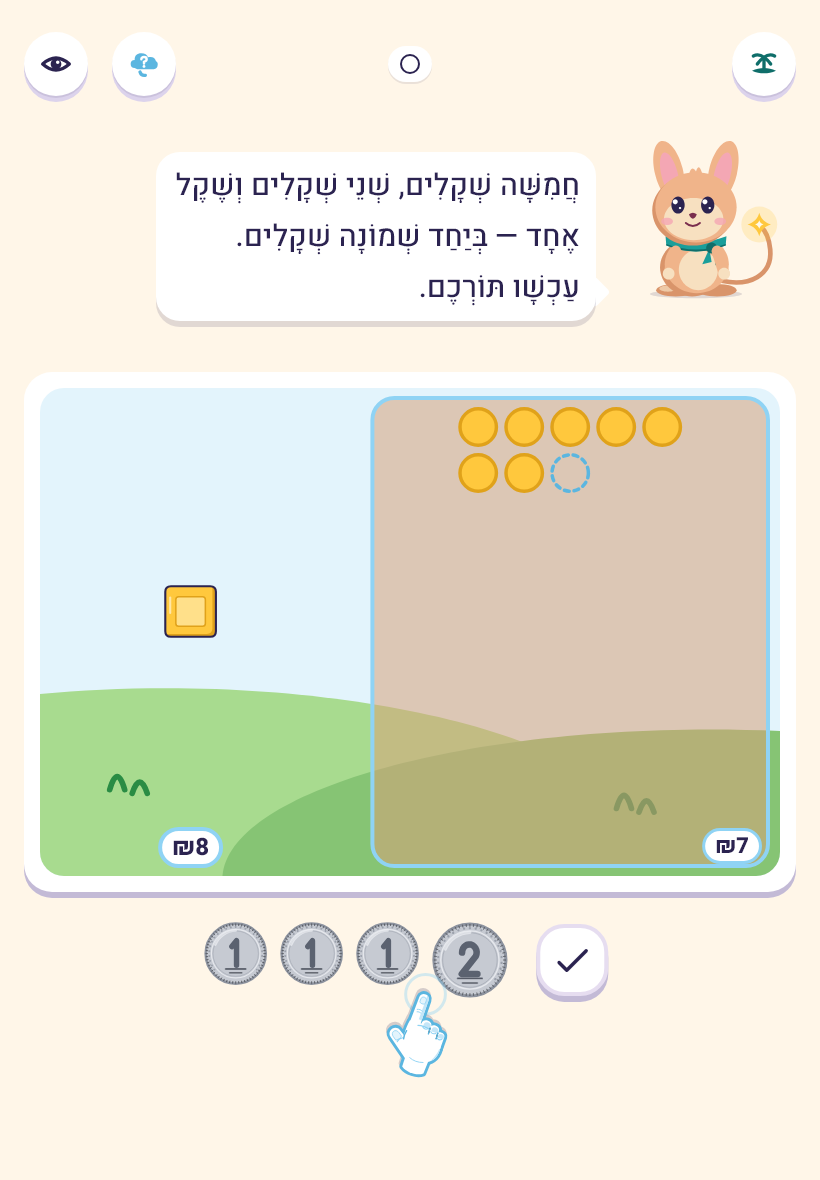 ?
חֲמִשָּׁה שְׁקָלִים, שְׁנֵי שְׁקָלִים וְשֶׁקֶל
אֶחָד – בְּיַחַד שְׁמוֹנָה שְׁקָלִים.
עַכְשָׁו תּוֹרְכֶם.
₪8
₪7
1 1 1 2